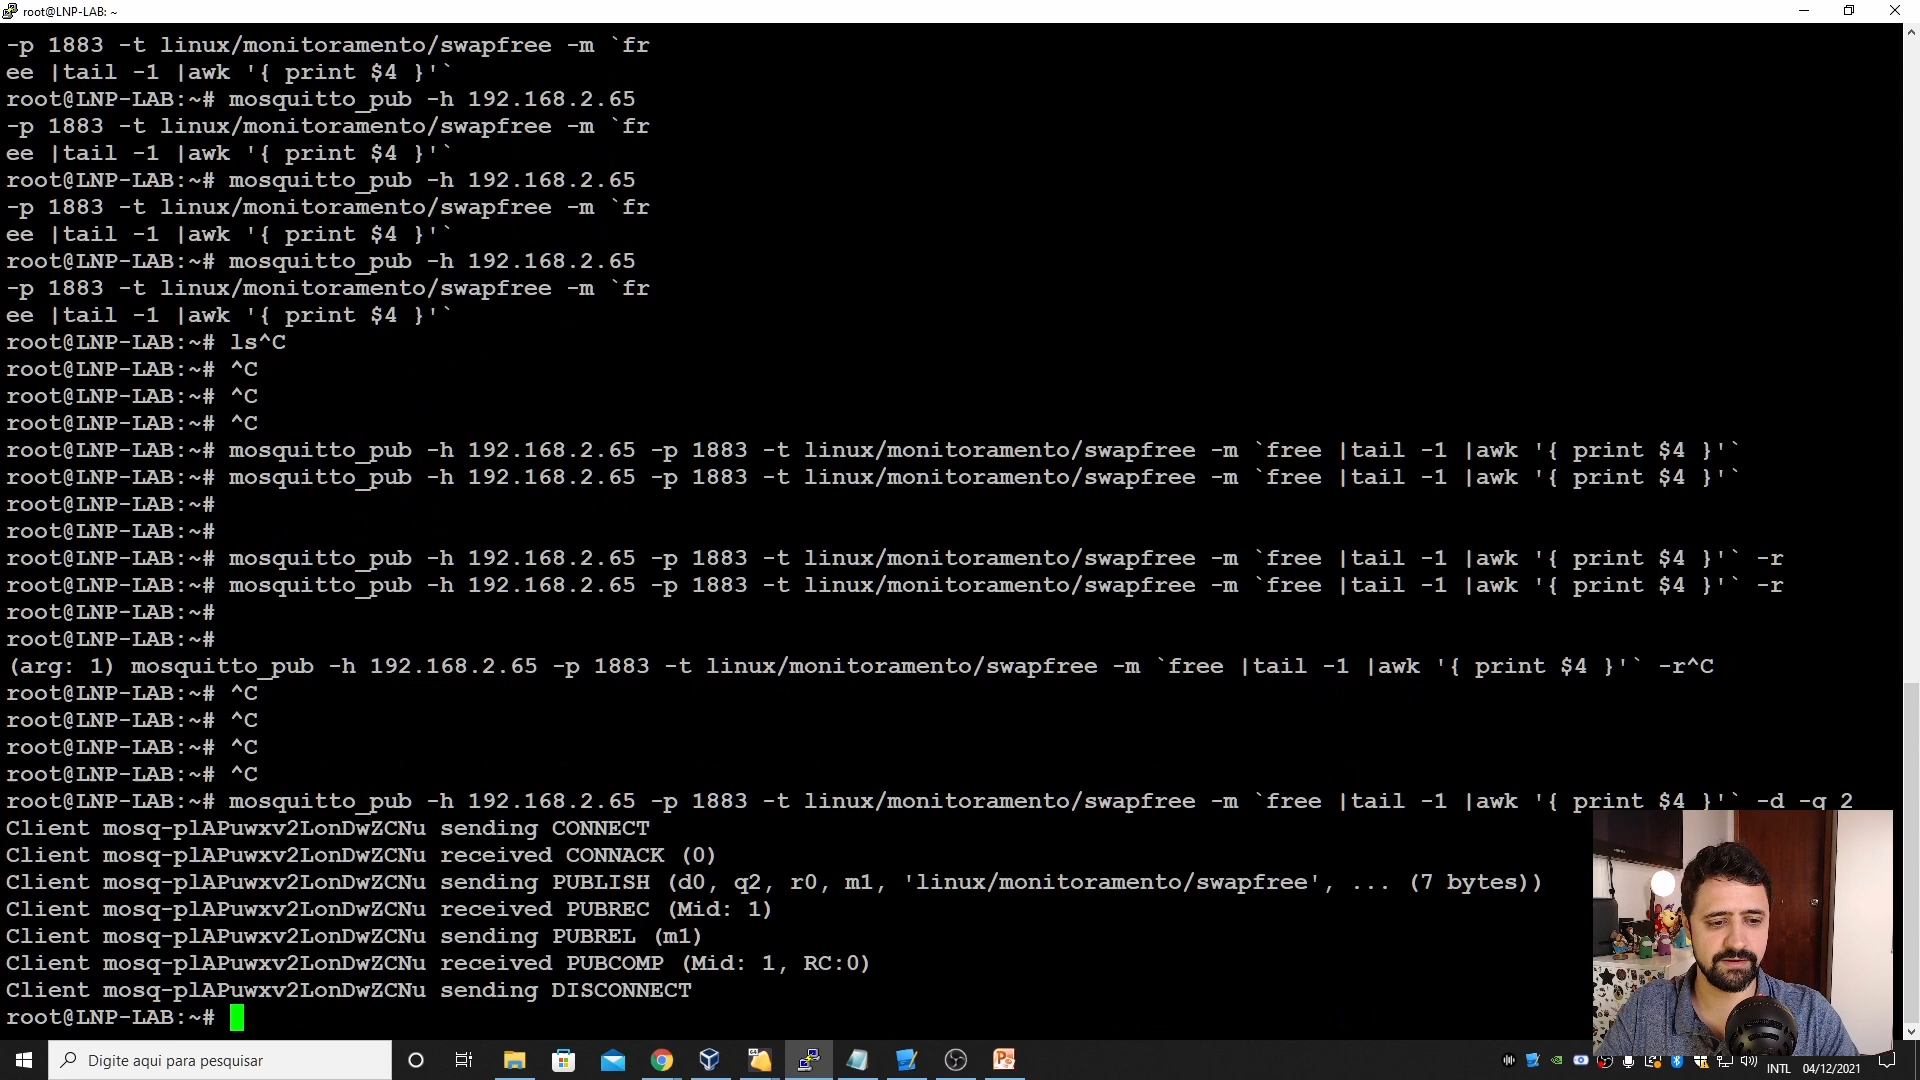 root@LNP-LAB: ~
-p 1883 -t linux/monitoramento/swapfree -m `fr
ee |tail -1 |awk '{ print $4 }'`
root@LNP-LAB:~# mosquitto_pub -h 192.168.2.65
-p 1883 -t linux/monitoramento/swapfree -m `fr
ee |tail -1 |awk '{ print $4 }'`
root@LNP-LAB:~# mosquitto_pub -h 192.168.2.65
-p 1883 -t linux/monitoramento/swapfree -m `fr
ee |tail -1 |awk '{ print $4 }'`
root@LNP-LAB:~# mosquitto_pub -h 192.168.2.65
-p 1883 -t linux/monitoramento/swapfree -m `fr
ee |tail -1 |awk '{ print $4 }'`
root@LNP-LAB:~# ls^C
root@LNP-LAB:~# ^C
root@LNP-LAB:~# ^C
root@LNP-LAB:~# ^C
root@LNP-LAB:~# mosquitto_pub -h 192.168.2.65 -p 1883 -t linux/monitoramento/swapfree -m `free |tail -1 |awk '{ print $4 }'`
root@LNP-LAB:~# mosquitto_pub -h 192.168.2.65 -p 1883 -t linux/monitoramento/swapfree -m `free |tail -1 |awk '{ print $4 }'`
root@LNP-LAB:~#
root@LNP-LAB:~#
root@LNP-LAB:~# mosquitto_pub -h 192.168.2.65 -p 1883 -t linux/monitoramento/swapfree -m `free |tail -1 |awk '{ print $4 }'` -r
root@LNP-LAB:~# mosquitto_pub -h 192.168.2.65 -p 1883 -t linux/monitoramento/swapfree -m `free |tail -1 |awk '{ print $4 }'` -r
root@LNP-LAB:~#
root@LNP-LAB:~#
(arg: 1) mosquitto_pub -h 192.168.2.65 -p 1883 -t linux/monitoramento/swapfree -m `free |tail -1 |awk '{ print $4 }'` -r^C
root@LNP-LAB:~# ^C
root@LNP-LAB:~# ^C
root@LNP-LAB:~# ^C
root@LNP-LAB:~# ^C
root@LNP-LAB:~# mosquitto_pub -h 192.168.2.65 -p 1883 -t linux/monitoramento/swapfree -m `free |tail -1 |awk '{ print $4 }'` -d -q 2
Client mosq-plAPuwxv2LonDwZCNu sending CONNECT
Client mosq-plAPuwxv2LonDwZCNu received CONNACK (0)
Client mosq-plAPuwxv2LonDwZCNu sending PUBLISH (d0, q2, r0, m1, 'linux/monitoramento/swapfree', ... (7 bytes))
Client mosq-plAPuwxv2LonDwZCNu received PUBREC (Mid: 1)
Client mosq-plAPuwxv2LonDwZCNu sending PUBREL (m1)
Client mosq-plAPuwxv2LonDwZCNu received PUBCOMP (Mid: 1, RC:0)
Client mosq-plAPuwxv2LonDwZCNu sending DISCONNECT
root@LNP-LAB:~#
Digite aqui para pesquisar
INTL 04/12/2021